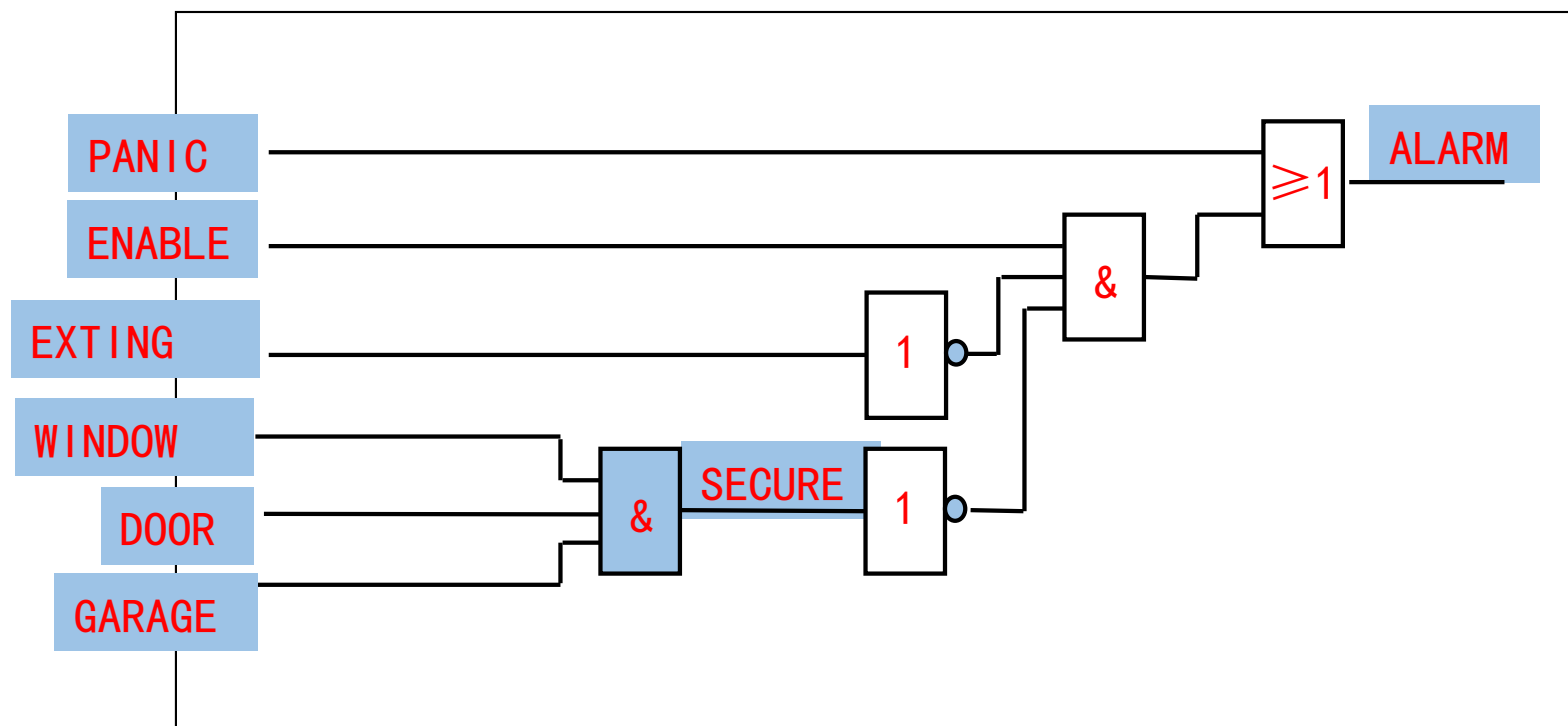 PANIC
ENABLE
EXTING
WINDOW
DOOR
GARAGE
&
SECURE
1
1
&
≥1
ALARM